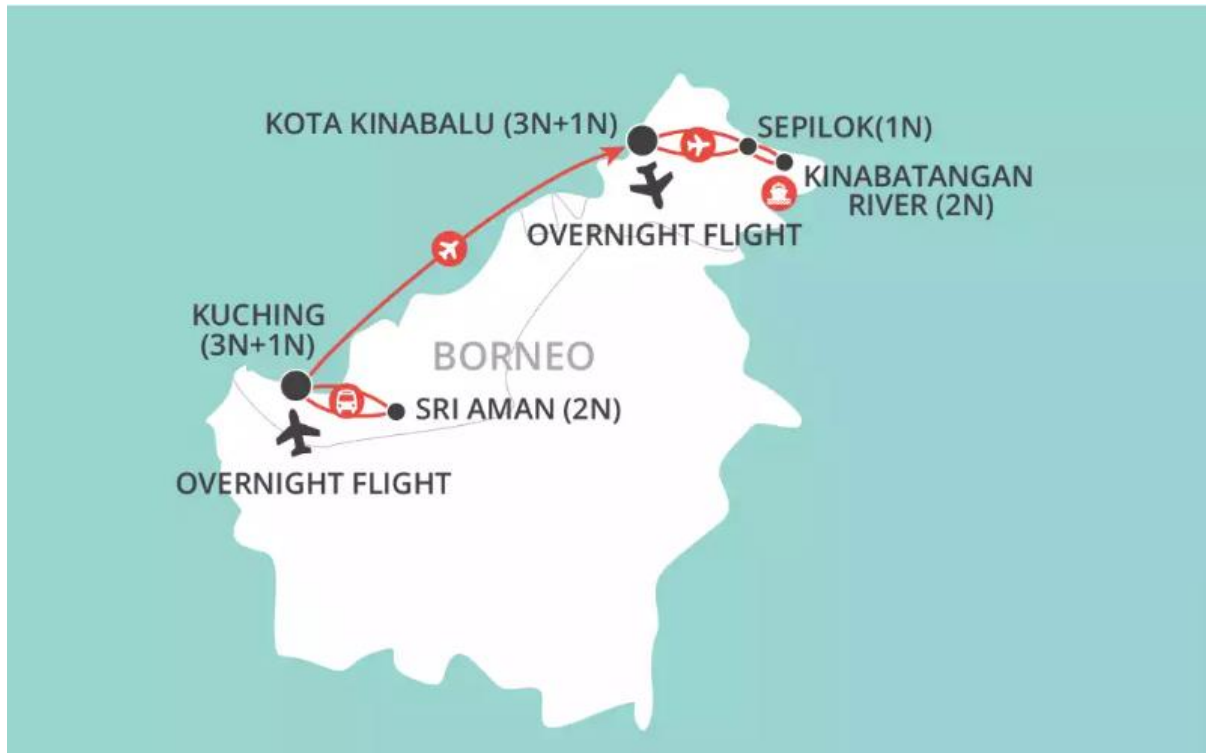 KOTA KINABALU (3N+1N)
SEPILOK(1N)
KINABATANGAN
RIVER (2N)
OVERNIGHT FLIGHT
KUCHING
(3N+1N)
BORNEO
SRI AMAN (2N)
OVERNIGHT FLIGHT